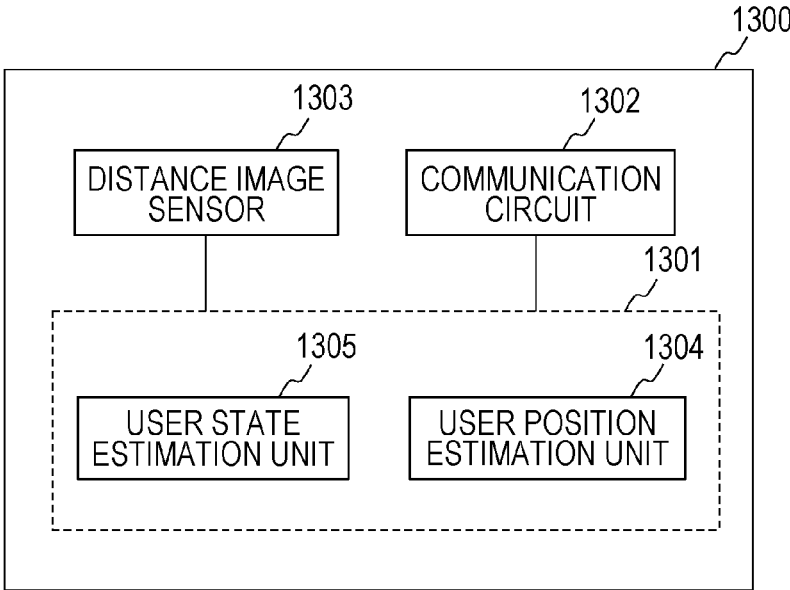 1300
1303
1302
DISTANCE IMAGE
SENSOR
COMMUNICATION
CIRCUIT
1301
1305
1304
USER STATE
ESTIMATION UNIT
USER POSITION
ESTIMATION UNIT